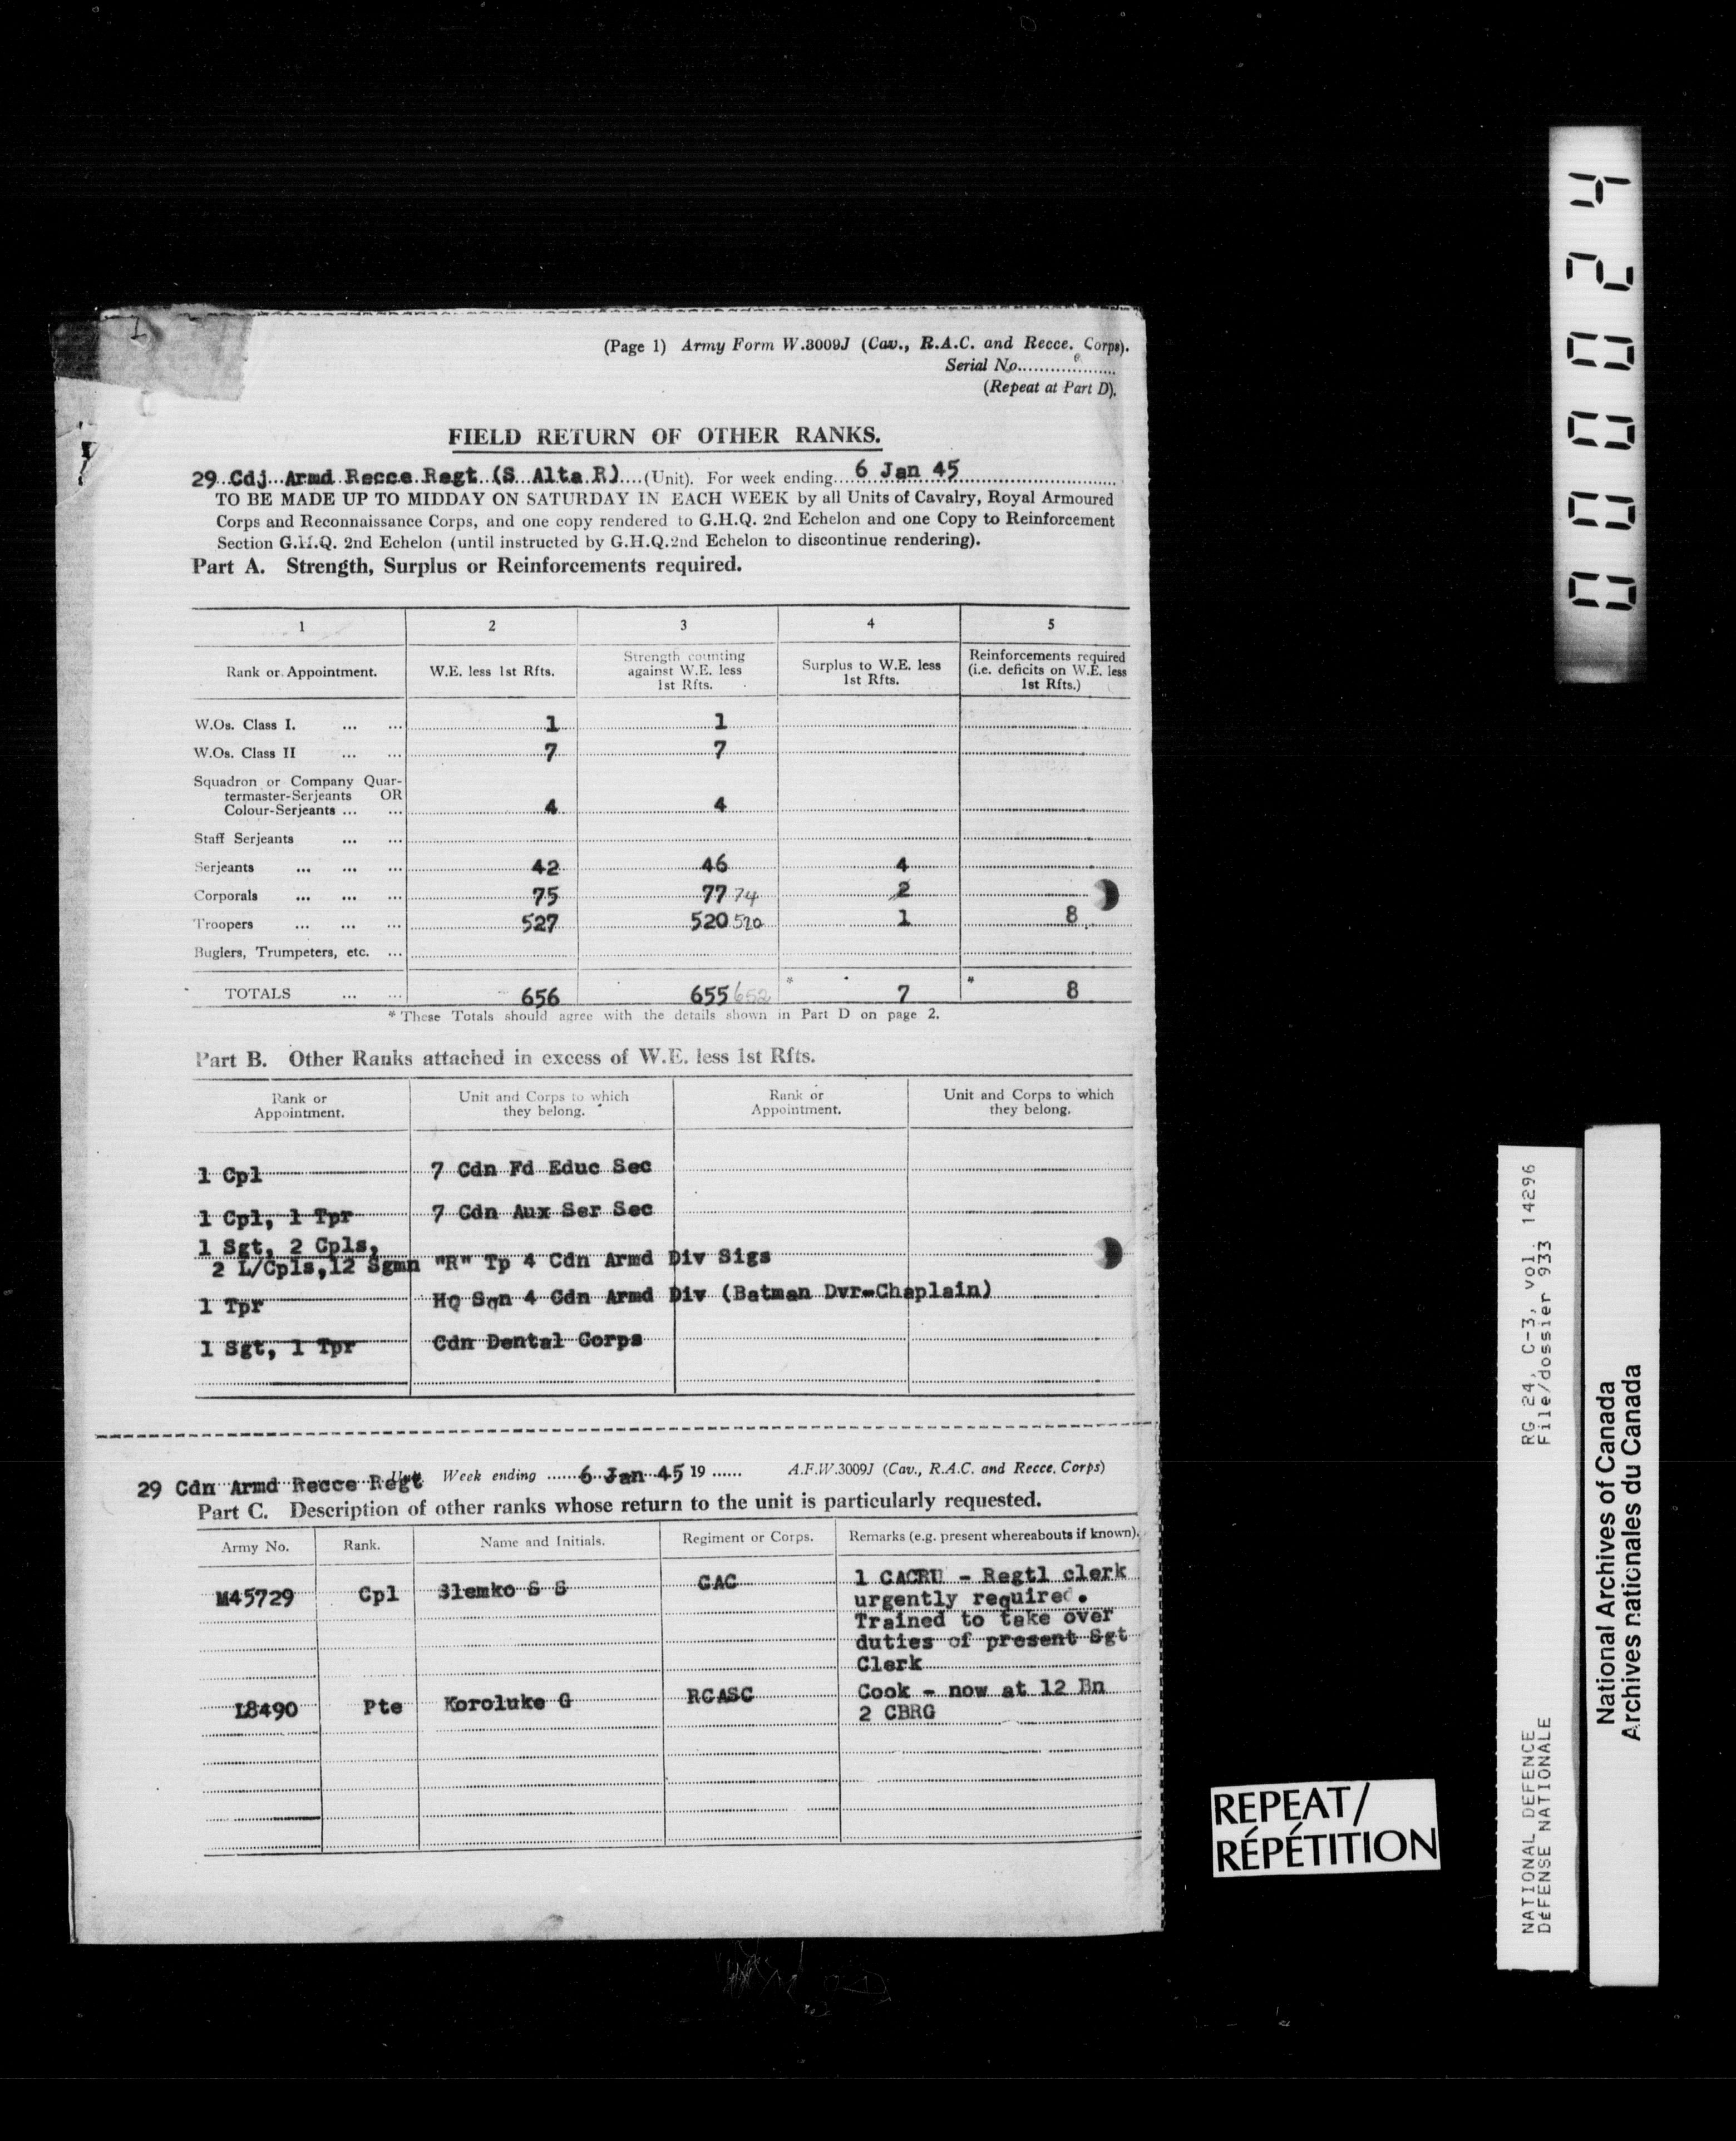 (Page 1) Army Form W.3009J (Cav., R.A.C. and Recce. Corps).
Serial No...................
(Repeat at Part D).
FIELD RETURN OF OTHER RANKS.
29 Cdj Armd Recce Regt (S Alta R) (Unit). For week ending 6 Jan 45
TO BE MADE UP TO MIDDAY ON SATURDAY IN EACH WEEK by all Units of Cavalry, Royal Armoured
Corps and Reconnaissance Corps, and one copy rendered to G.H.Q. 2nd Echelon and one Copy to Reinforcement
Section G.H.Q. 2nd Echelon (until instructed by G.H.Q.2nd Echelon to discontinue rendering).
Part A. Strength, Surplus or Reinforcements required.
1 2 3 4 5
Rank or Appointment. W.E. less 1st Rfts. Strength counting against W.E. less 1st Rfts. Surplus to W.E. less 1st Rfts. Reinforcements required (i.e. deficits on W.E. less 1st Rfts.)
W.Os. Class I. ... ... 1 1
W.Os. Class II ... ... 7 7
Squadron or Company Quar-
termaster-Serjeants OR
Colour-Serjeants ... ... 4 4
Staff Serjeants ... ...
Serjeants ... ... ... 42 46 4
Corporals ... ... ... 75 77 74 2
Troopers ... ... ... 527 520 520 1 8
Buglers, Trumpeters, etc. ...
TOTALS ... ... 656 655 652 * 7 * 8
* These Totals should agree with the details shown in Part D on page 2.
Part B. Other Ranks attached in excess of W.E. less 1st Rfts.
Rank or Appointment. Unit and Corps to which they belong. Rank or Appointment. Unit and Corps to which they belong.
1 Cpl 7 Cdn Fd Educ Sec
1 Cpl, 1 Tpr 7 Cdn Aux Ser Sec
1 Sgt, 2 Cpls,
2 L/Cpls,12 Sgmn "R" Tp 4 Cdn Armd Div Sigs
1 Tpr HQ Sqn 4 Cdn Armd Div (Batman Dvr-Chaplain)
1 Sgt, 1 Tpr Cdn Dental Corps
29 Cdn Armd Recce Regt Unit. Week ending 6 Jan 45 19 ...... A.F.W.3009J (Cav., R.A.C. and Recce. Corps)
Part C. Description of other ranks whose return to the unit is particularly requested.
Army No. Rank. Name and Initials. Regiment or Corps. Remarks (e.g. present whereabouts if known).
M45729 Cpl Slemko S S CAC 1 CACRU - Regtl clerk
urgently required.
Trained to take over
duties of present Sgt
Clerk
L8490 Pte Koroluke G RCASC Cook - now at 12 Bn
2 CBRG
REPEAT/
RÉPÉTITION
000024
NATIONAL DEFENCE RG 24, C-3, vol. 14296
DÉFENSE NATIONALE File/dossier 933
National Archives of Canada
Archives nationales du Canada